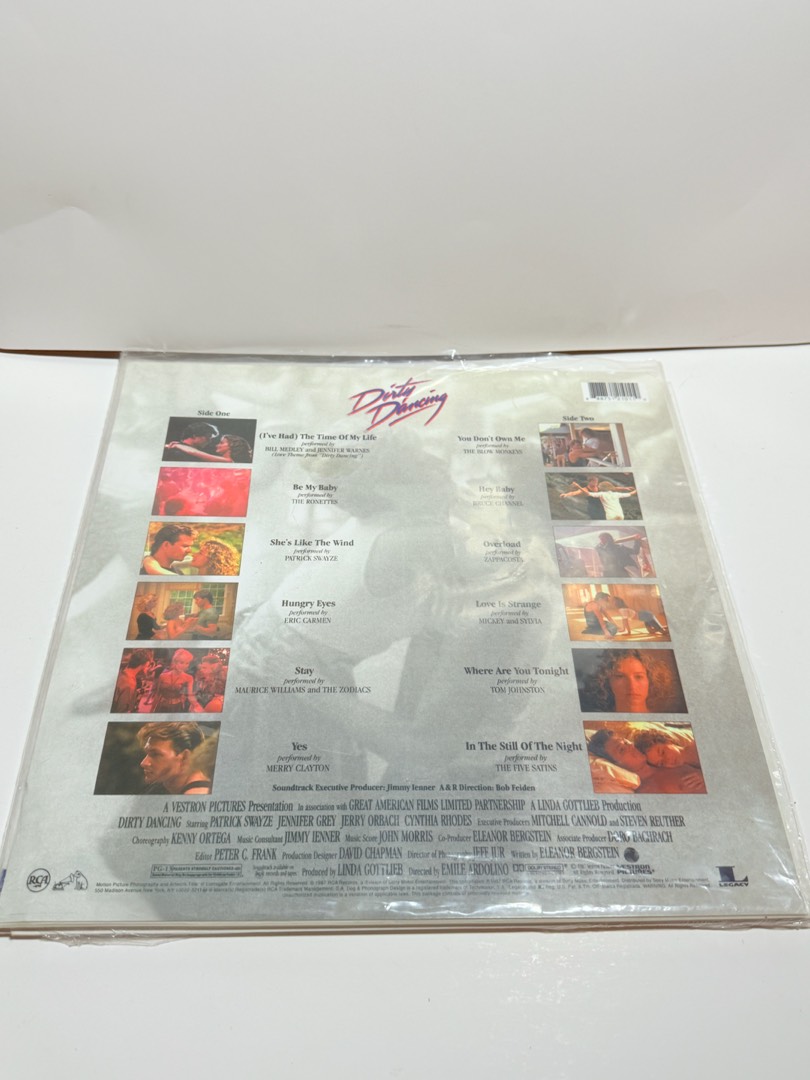 Dirty
Dancing
Side One
(I've Had) The Time Of My Life
performed by
BILL MEDLEY and JENNIFER WARNES
(Love Theme from "Dirty Dancing")
Be My Baby
performed by
THE RONETTES
She's Like The Wind
performed by
PATRICK SWAYZE
Hungry Eyes
performed by
ERIC CARMEN
Stay
performed by
MAURICE WILLIAMS and THE ZODIACS
Yes
performed by
MERRY CLAYTON
Side Two
You Don't Own Me
performed by
THE BLOW MONKEYS
Hey Baby
performed by
BRUCE CHANNEL
Overload
performed by
ZAPPACOSTA
Love Is Strange
performed by
MICKEY and SYLVIA
Where Are You Tonight
performed by
TOM JOHNSTON
In The Still Of The Night
performed by
THE FIVE SATINS
Soundtrack Executive Producer: Jimmy Ienner A & R Direction: Bob Feiden
A VESTRON PICTURES Presentation In association with GREAT AMERICAN FILMS LIMITED PARTNERSHIP A LINDA GOTTLIEB Production
DIRTY DANCING Starring PATRICK SWAYZE JENNIFER GREY JERRY ORBACH CYNTHIA RHODES Executive Producers MITCHELL CANNOLD and STEVEN REUTHER
Choreography KENNY ORTEGA Music Consultant JIMMY IENNER Music Score JOHN MORRIS Co-Producer ELEANOR BERGSTEIN Associate Producer BACHRACH
Editor PETER C. FRANK Production Designer DAVID CHAPMAN Director of JEFF JUR Written by ELEANOR BERGSTEIN
Produced by LINDA GOTTLIEB Directed by EMILE ARDOLINO
VESTRON PICTURES
RCA
PG-13
LEGACY